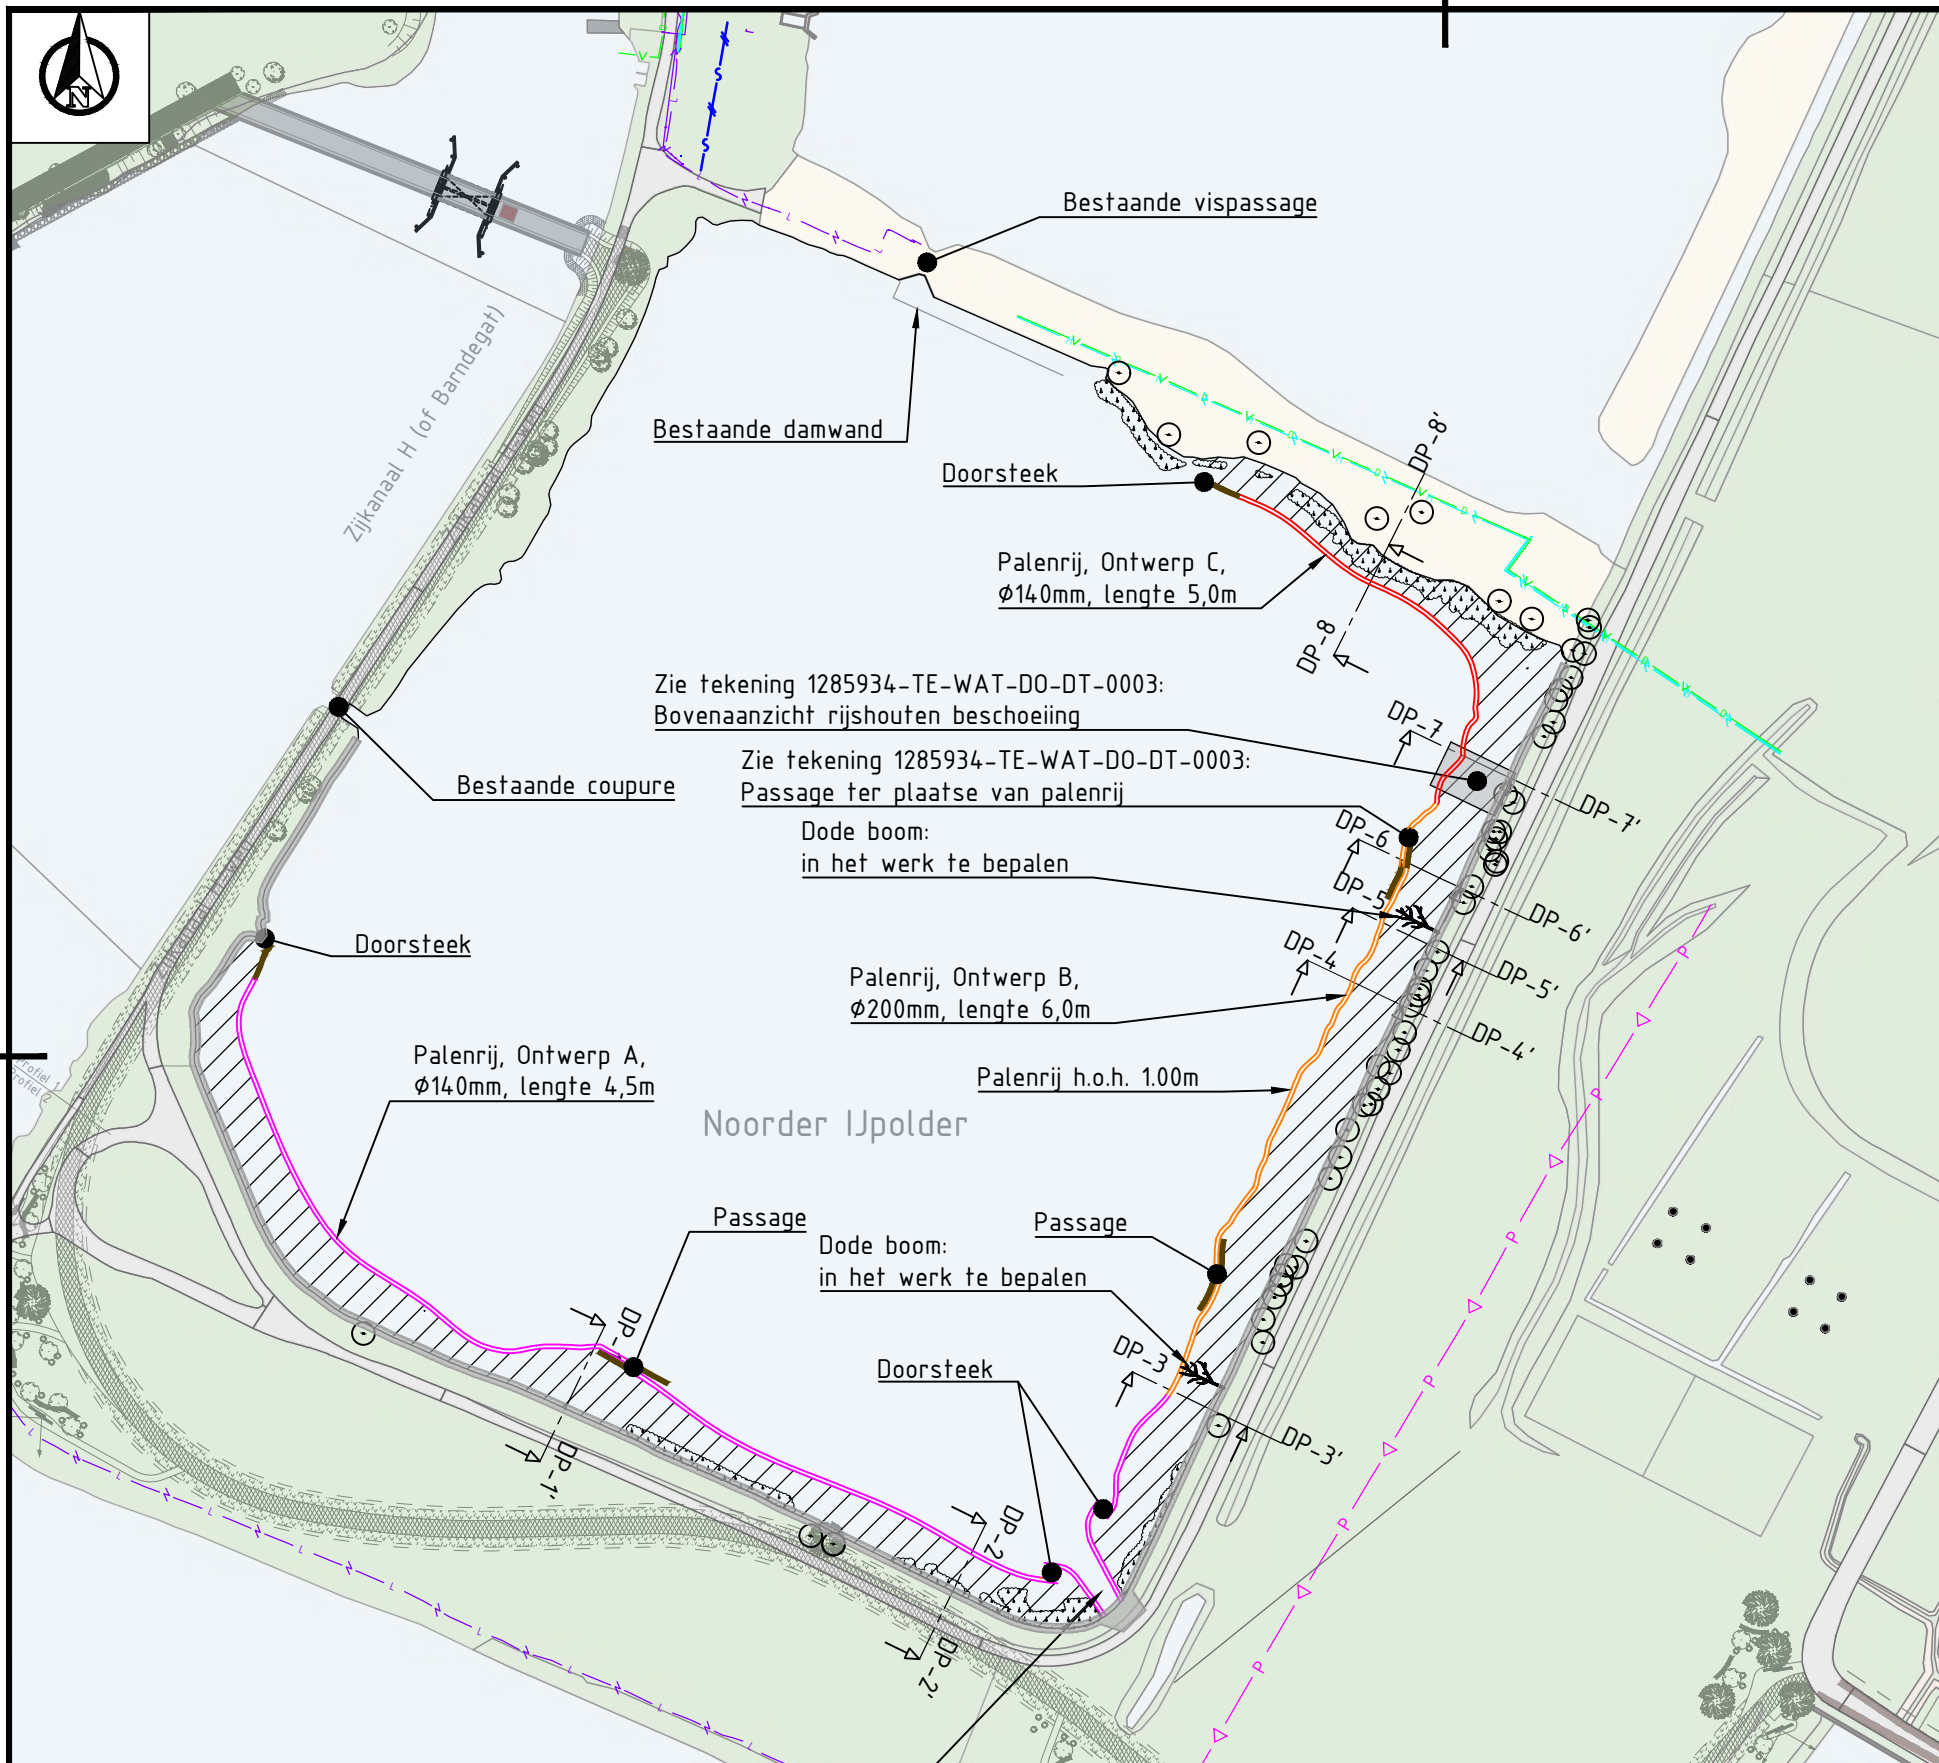 N
Bestaande vispassage
Zijkanaal H (of Barndegat)
Bestaande damwand
Doorsteek
DP-8'
Palenrij, Ontwerp C,
Ø140mm, lengte 5,0m
DP-8
Zie tekening 1285934-TE-WAT-DO-DT-0003:
Bovenaanzicht rijshouten beschoeiing
DP-7
Zie tekening 1285934-TE-WAT-DO-DT-0003:
Passage ter plaatse van palenrij
Bestaande coupure
DP-7'
Dode boom:
in het werk te bepalen
DP-6
DP-5
DP-6'
Doorsteek
DP-4
DP-5'
Palenrij, Ontwerp B,
Ø200mm, lengte 6,0m
DP-4'
Palenrij, Ontwerp A,
Ø140mm, lengte 4,5m
Profiel 1
Profiel 2
Palenrij h.o.h. 1.00m
Noorder IJpolder
Passage
Passage
Dode boom:
in het werk te bepalen
DP-
DP-3
Doorsteek
DP-3'
DP-1'
DP-2
DP-2'